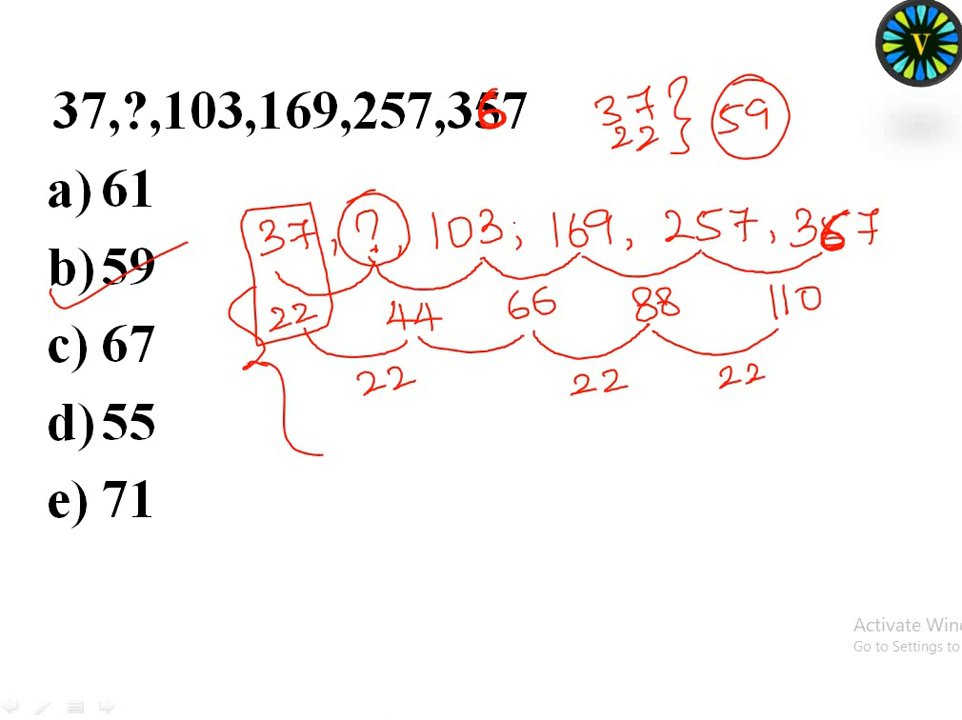 V
37,?,103,169,257,367
37
22
59
a) 61
b) 59
c) 67
d) 55
e) 71
37, ?, 103; 169, 257, 367
22 44 66 88 110
22 22 22
Activate Win
Go to Settings to